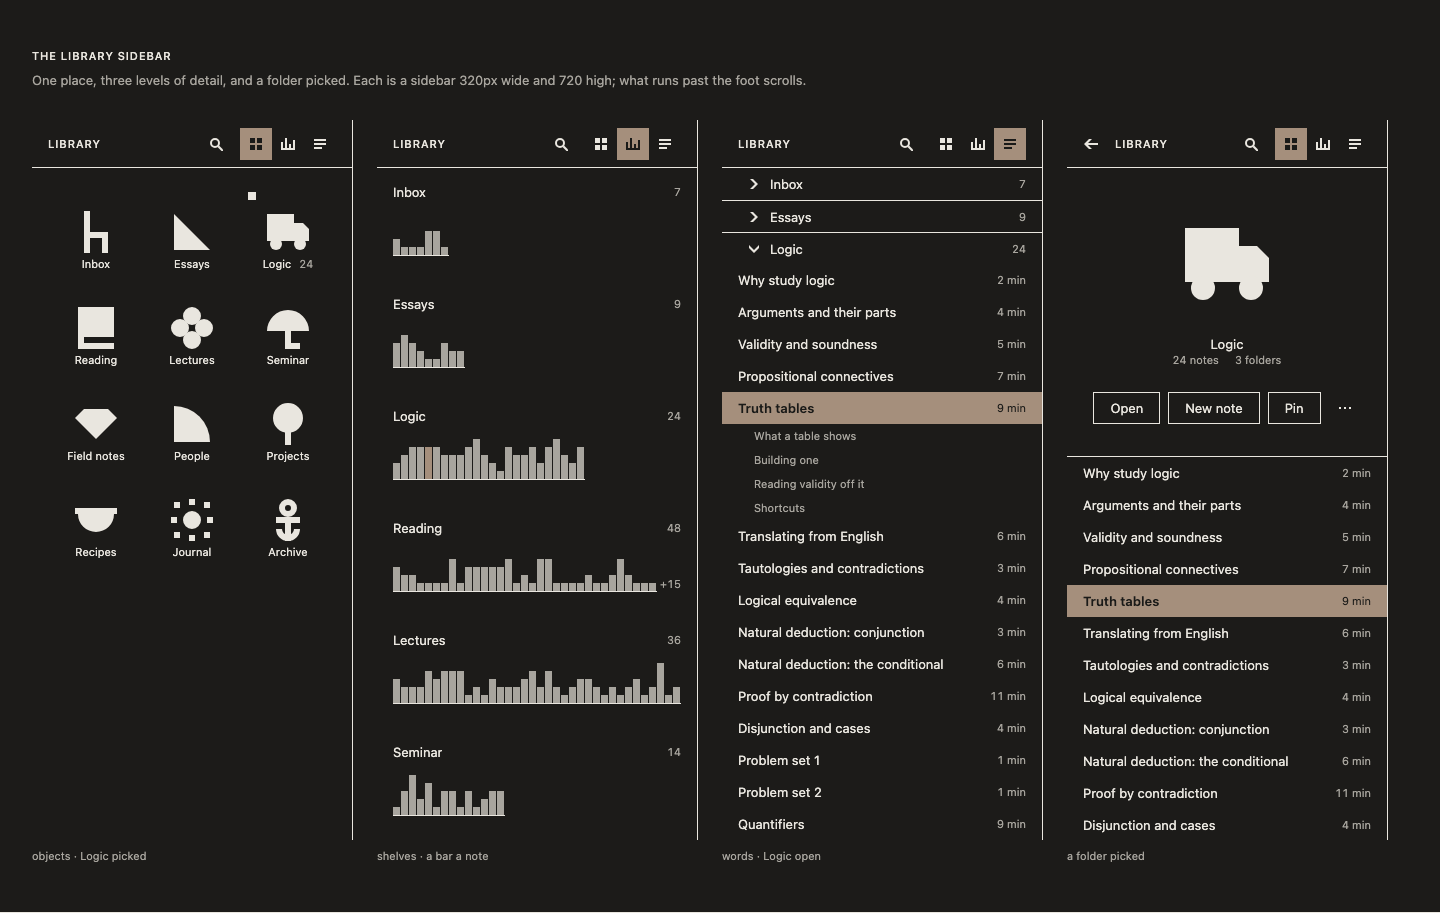 THE LIBRARY SIDEBAR
One place, three levels of detail, and a folder picked. Each is a sidebar 320px wide and 720 high; what runs past the foot scrolls.
LIBRARY
Inbox
Essays
Logic 24
Reading
Lectures
Seminar
Field notes
People
Projects
Recipes
Journal
Archive
objects · Logic picked
LIBRARY
Inbox 7
Essays 9
Logic 24
Reading 48
+15
Lectures 36
Seminar 14
shelves · a bar a note
LIBRARY
Inbox 7
Essays 9
Logic 24
Why study logic 2 min
Arguments and their parts 4 min
Validity and soundness 5 min
Propositional connectives 7 min
Truth tables 9 min
What a table shows
Building one
Reading validity off it
Shortcuts
Translating from English 6 min
Tautologies and contradictions 3 min
Logical equivalence 4 min
Natural deduction: conjunction 3 min
Natural deduction: the conditional 6 min
Proof by contradiction 11 min
Disjunction and cases 4 min
Problem set 1 1 min
Problem set 2 1 min
Quantifiers 9 min
words · Logic open
LIBRARY
Logic
24 notes 3 folders
Open New note Pin ···
Why study logic 2 min
Arguments and their parts 4 min
Validity and soundness 5 min
Propositional connectives 7 min
Truth tables 9 min
Translating from English 6 min
Tautologies and contradictions 3 min
Logical equivalence 4 min
Natural deduction: conjunction 3 min
Natural deduction: the conditional 6 min
Proof by contradiction 11 min
Disjunction and cases 4 min
a folder picked